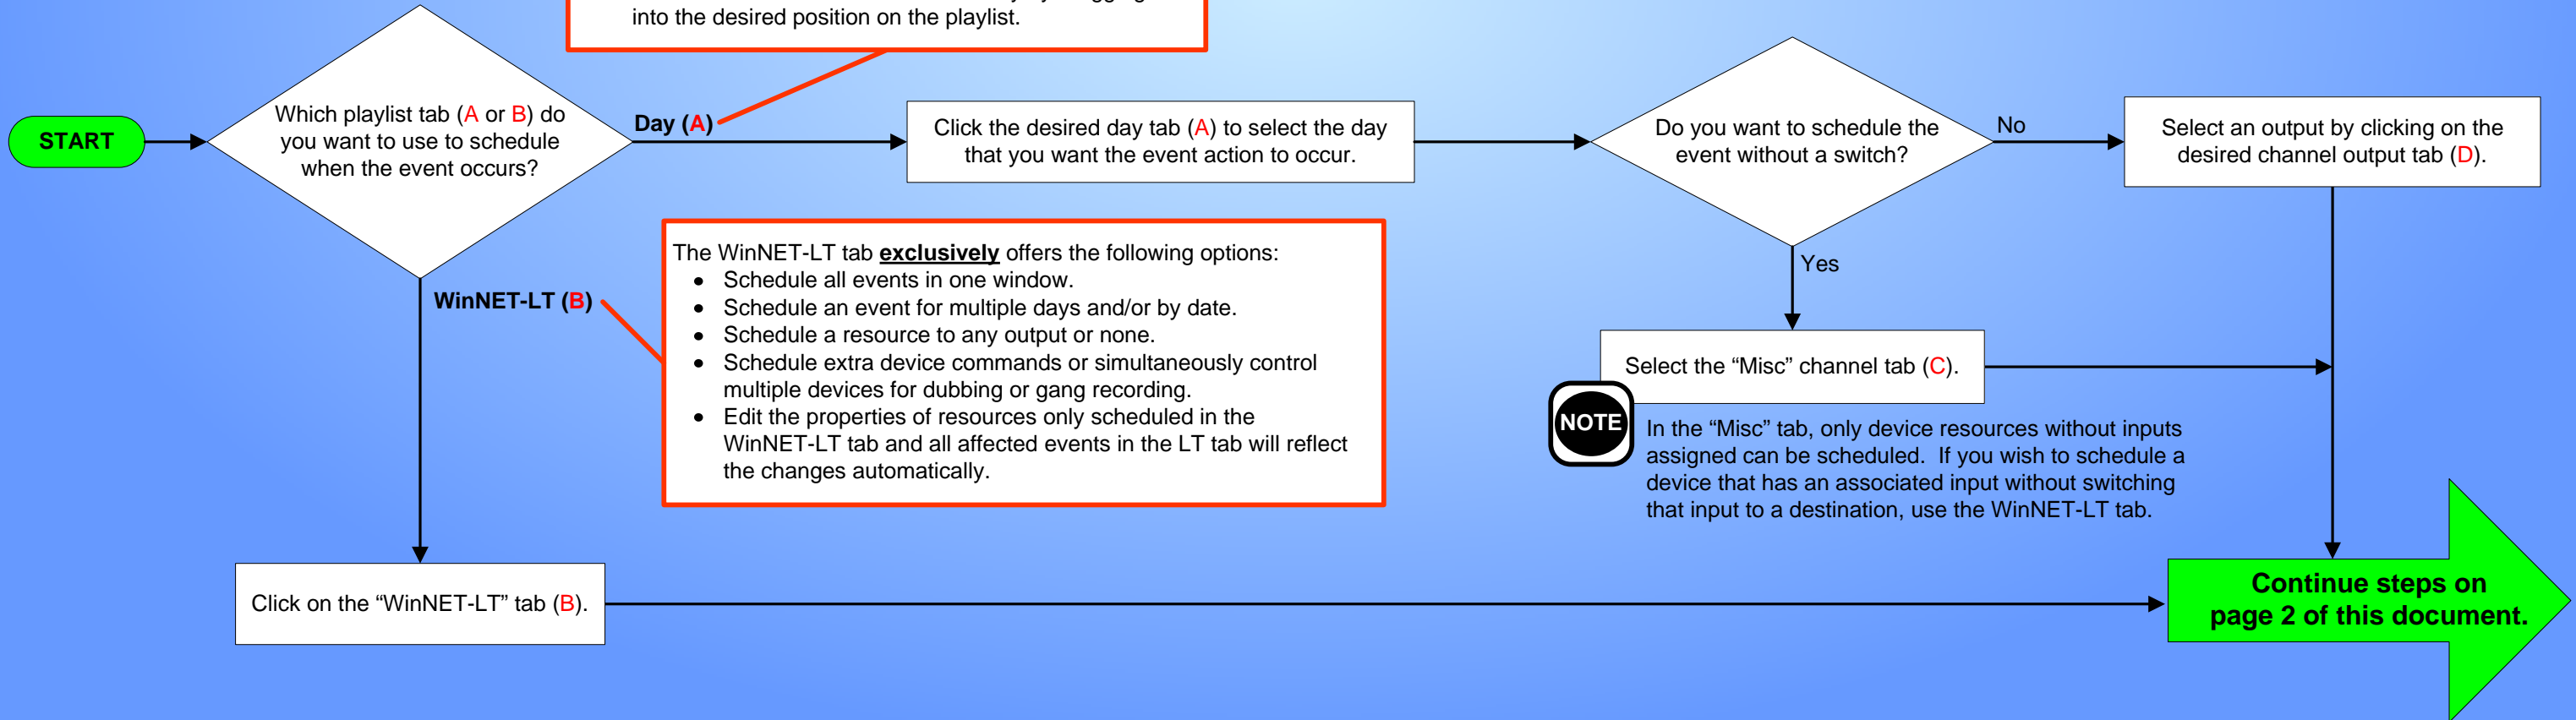 into the desired position on the playlist.
START
Which playlist tab (A or B) do
you want to use to schedule
when the event occurs?
Day (A)
Click the desired day tab (A) to select the day
that you want the event action to occur.
Do you want to schedule the
event without a switch?
No
Select an output by clicking on the
desired channel output tab (D).
Yes
Select the “Misc” channel tab (C).
NOTE
In the “Misc” tab, only device resources without inputs
assigned can be scheduled.  If you wish to schedule a
device that has an associated input without switching
that input to a destination, use the WinNET-LT tab.
WinNET-LT (B)
The WinNET-LT tab exclusively offers the following options:
• Schedule all events in one window.
• Schedule an event for multiple days and/or by date.
• Schedule a resource to any output or none.
• Schedule extra device commands or simultaneously control
multiple devices for dubbing or gang recording.
• Edit the properties of resources only scheduled in the
WinNET-LT tab and all affected events in the LT tab will reflect
the changes automatically.
Click on the “WinNET-LT” tab (B).
Continue steps on
page 2 of this document.